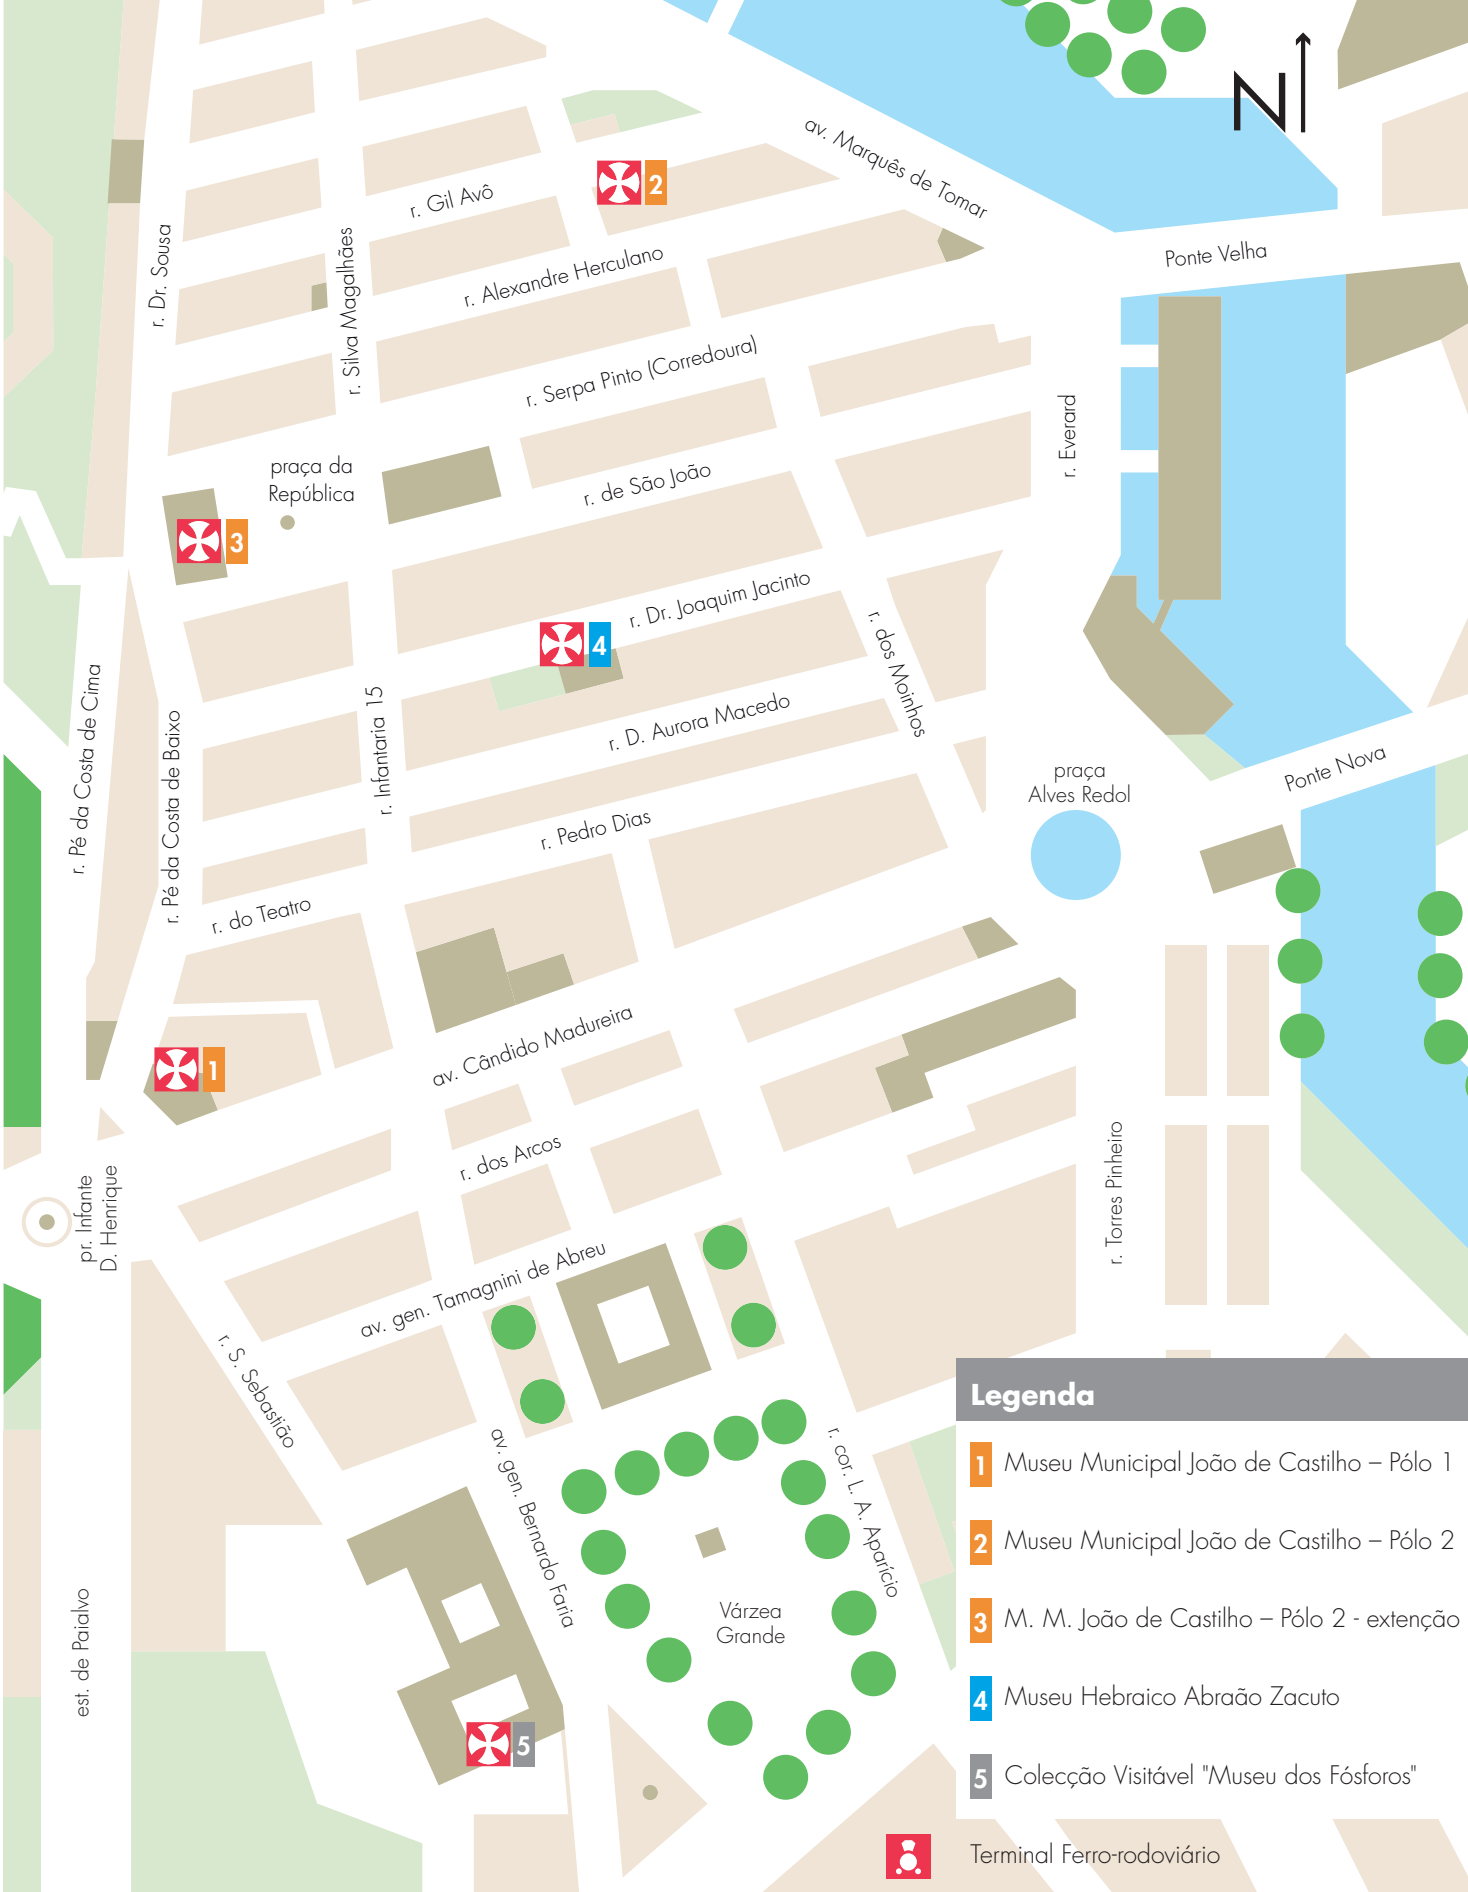 N
av. Marquês de Tomar
2
r. Gil Avô
r. Dr. Sousa
r. Silva Magalhães
r. Alexandre Herculano
Ponte Velha
r. Serpa Pinto (Corredoura)
r. Everard
praça da
República
r. de São João
3
r. Dr. Joaquim Jacinto
4
r. dos Moinhos
r. Pé da Costa de Cima
r. Pé da Costa de Baixo
r. Infantaria 15
r. D. Aurora Macedo
praça
Alves Redol
Ponte Nova
r. Pedro Dias
r. do Teatro
av. Cândido Madureira
1
r. dos Arcos
r. Torres Pinheiro
pr. Infante
D. Henrique
av. gen. Tamagnini de Abreu
r. S. Sebastião
av. gen. Bernardo Faria
r. cor. L. A. Aparício
Várzea
Grande
est. de Paialvo
5
Legenda
1 Museu Municipal João de Castilho – Pólo 1
2 Museu Municipal João de Castilho – Pólo 2
3 M. M. João de Castilho – Pólo 2 - extenção
4 Museu Hebraico Abraão Zacuto
5 Colecção Visitável "Museu dos Fósforos"
Terminal Ferro-rodoviário